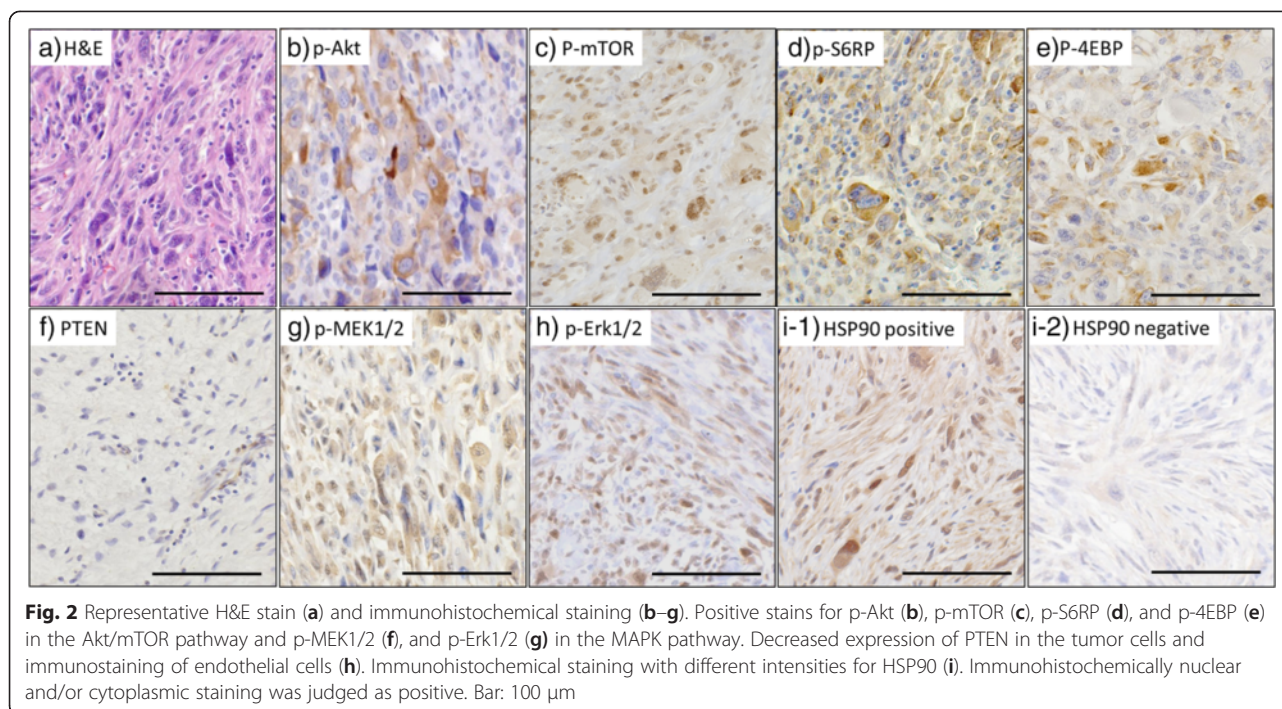 a) H&E
b) p-Akt
c) P-mTOR
d) p-S6RP
e) P-4EBP
f) PTEN
g) p-MEK1/2
h) p-Erk1/2
i-1) HSP90 positive
i-2) HSP90 negative
Fig. 2 Representative H&E stain (a) and immunohistochemical staining (b–g). Positive stains for p-Akt (b), p-mTOR (c), p-S6RP (d), and p-4EBP (e)
in the Akt/mTOR pathway and p-MEK1/2 (f), and p-Erk1/2 (g) in the MAPK pathway. Decreased expression of PTEN in the tumor cells and
immunostaining of endothelial cells (h). Immunohistochemical staining with different intensities for HSP90 (i). Immunohistochemically nuclear
and/or cytoplasmic staining was judged as positive. Bar: 100 μm